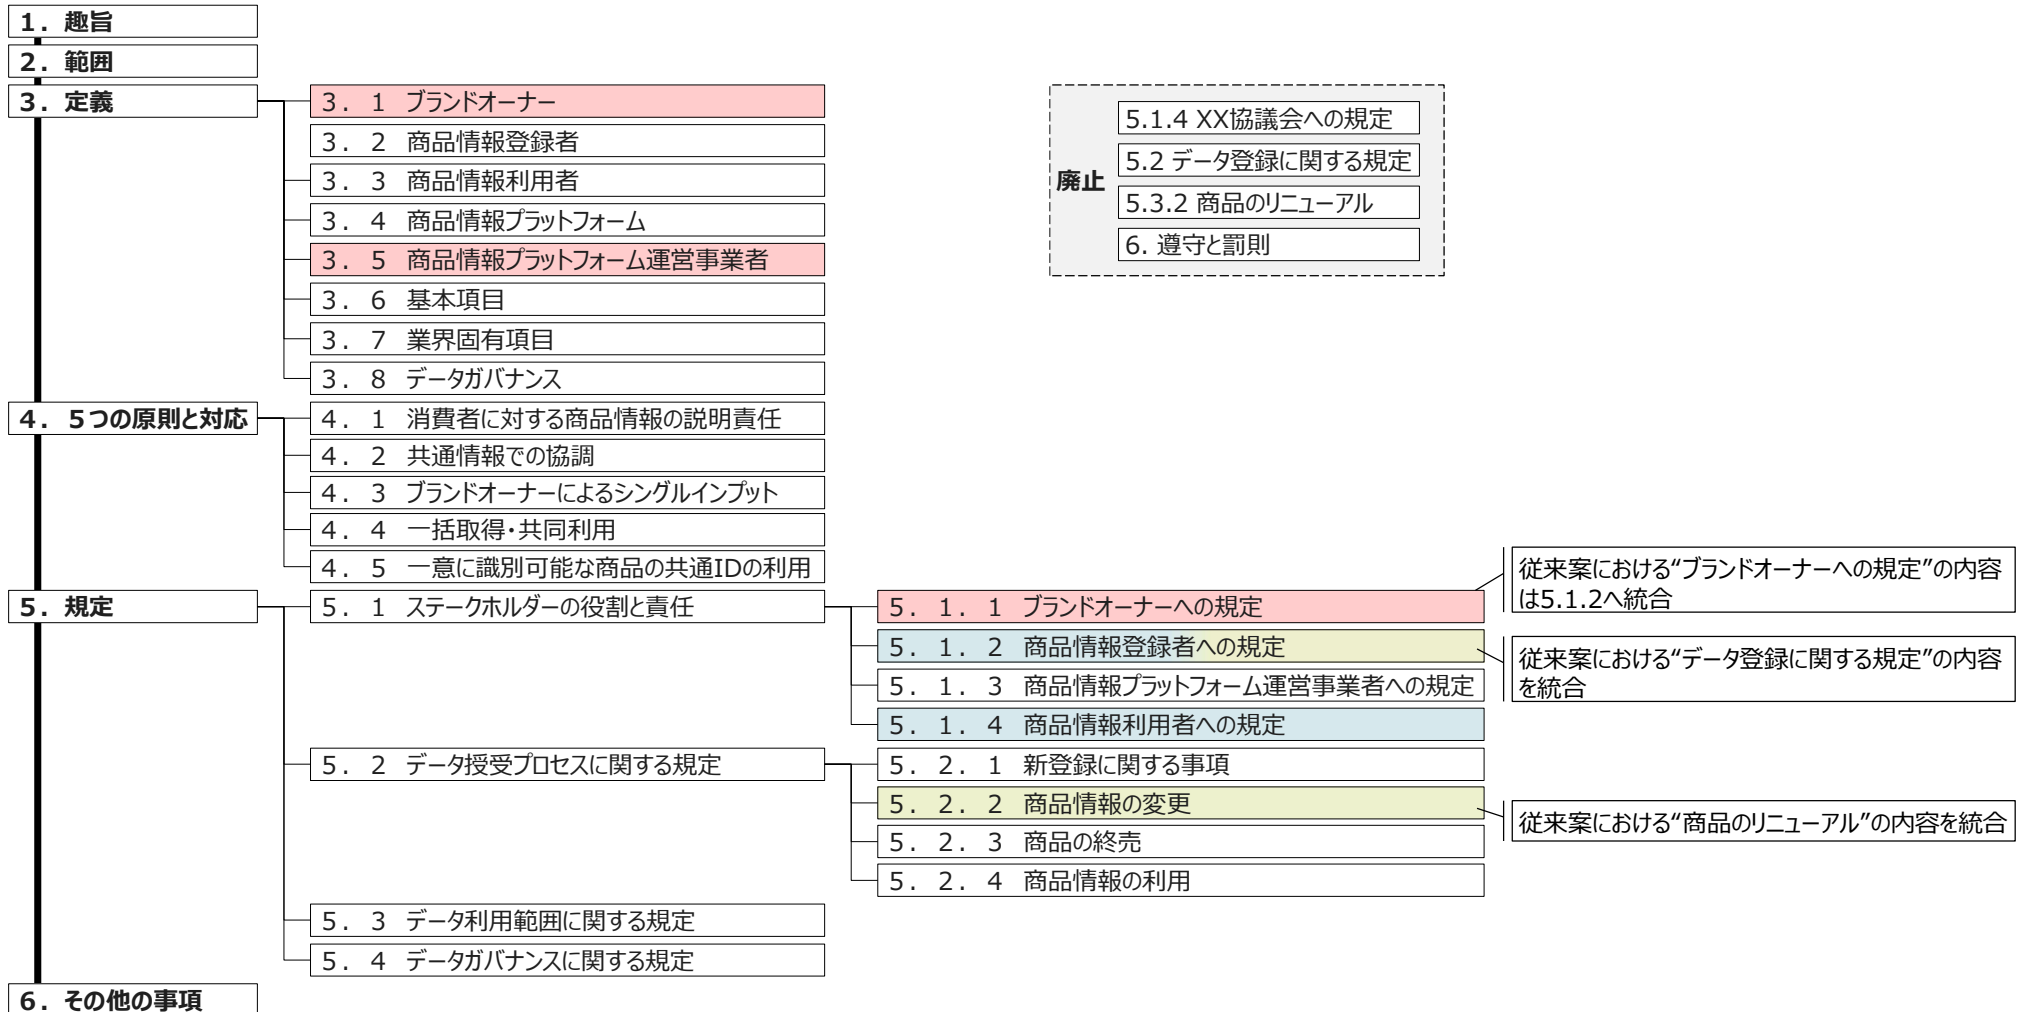 1．趣旨
2．範囲
3．定義
3．1 ブランドオーナー
3．2 商品情報登録者
3．3 商品情報利用者
3．4 商品情報プラットフォーム
3．5 商品情報プラットフォーム運営事業者
3．6 基本項目
3．7 業界固有項目
3．8 データガバナンス
廃止
5.1.4 XX協議会への規定
5.2 データ登録に関する規定
5.3.2 商品のリニューアル
6. 遵守と罰則
4．5つの原則と対応
4．1 消費者に対する商品情報の説明責任
4．2 共通情報での協調
4．3 ブランドオーナーによるシングルインプット
4．4 一括取得・共同利用
4．5 一意に識別可能な商品の共通IDの利用
5．規定
5．1 ステークホルダーの役割と責任
5．1．1 ブランドオーナーへの規定
従来案における“ブランドオーナーへの規定”の内容
は5.1.2へ統合
5．1．2 商品情報登録者への規定
従来案における“データ登録に関する規定”の内容
を統合
5．1．3 商品情報プラットフォーム運営事業者への規定
5．1．4 商品情報利用者への規定
5．2 データ授受プロセスに関する規定
5．2．1 新登録に関する事項
5．2．2 商品情報の変更
従来案における“商品のリニューアル”の内容を統合
5．2．3 商品の終売
5．2．4 商品情報の利用
5．3 データ利用範囲に関する規定
5．4 データガバナンスに関する規定
6．その他の事項